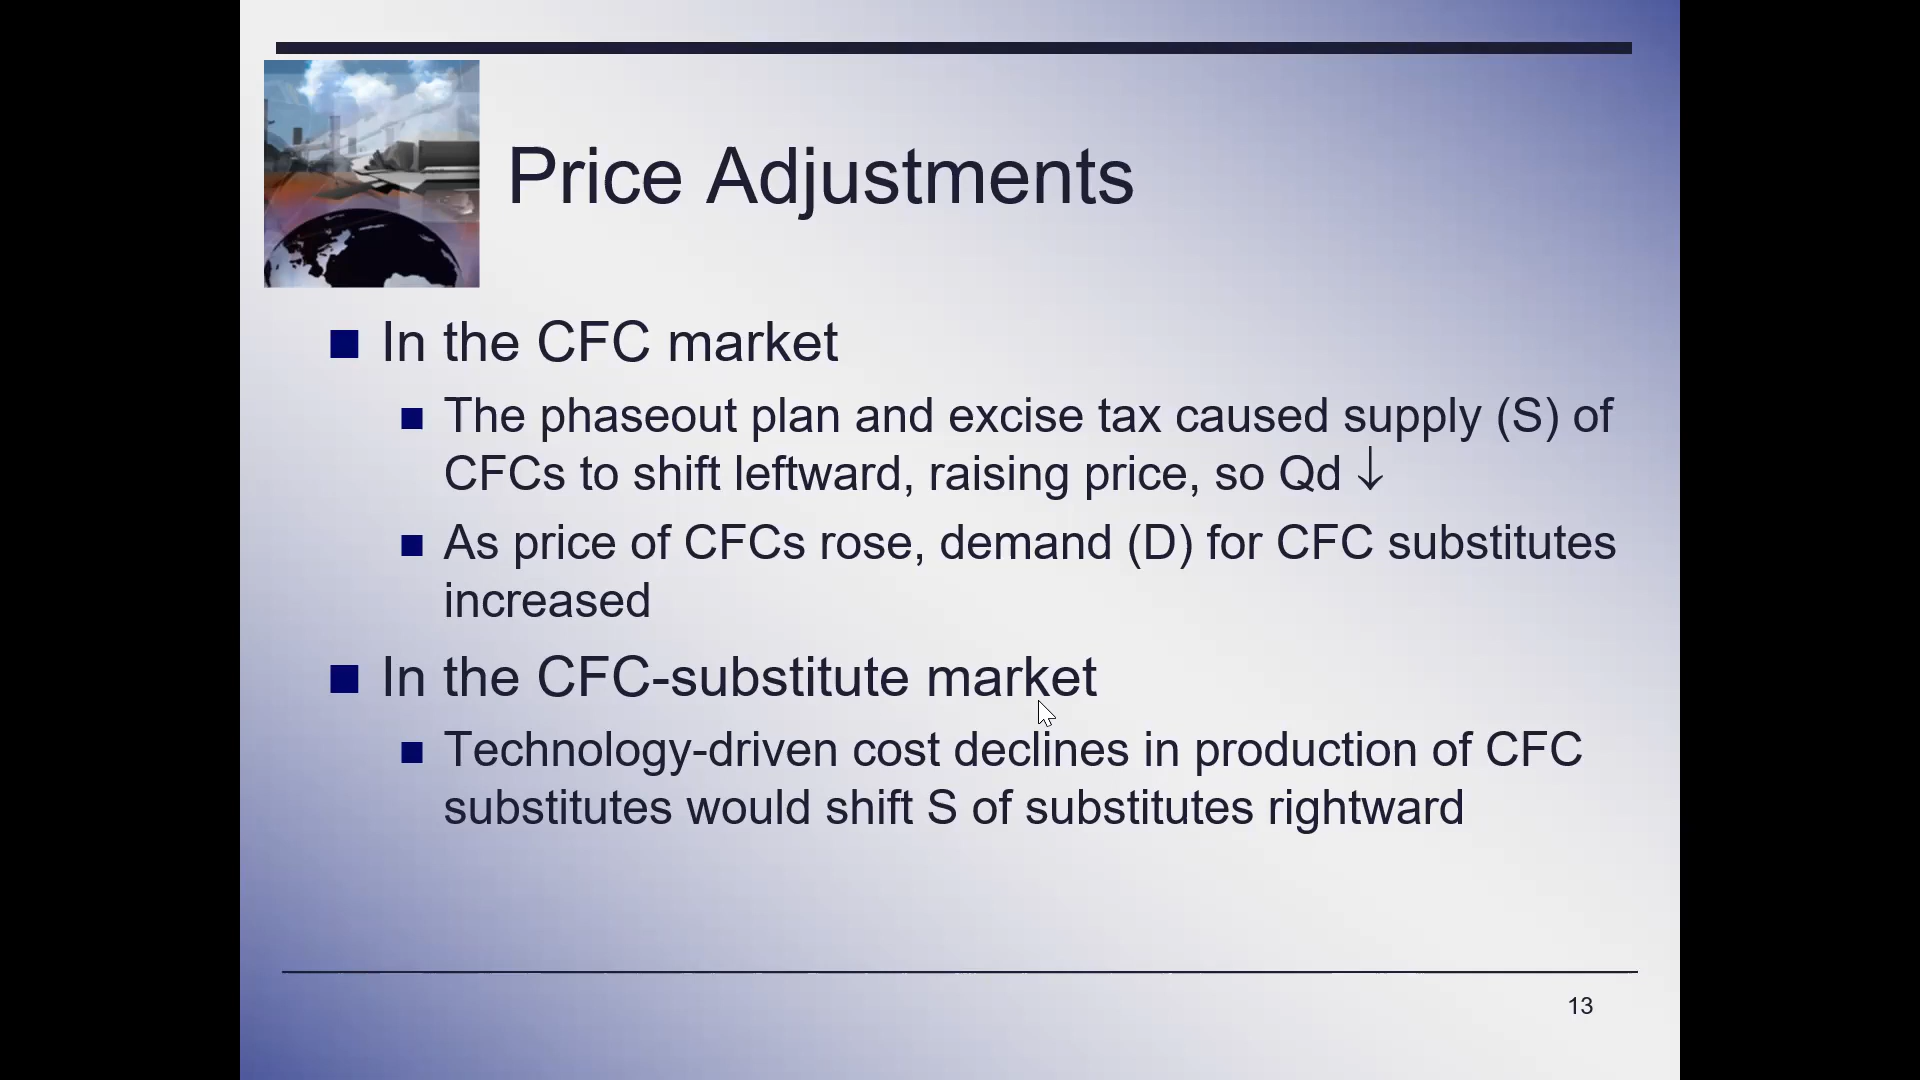 Price Adjustments
In the CFC market
The phaseout plan and excise tax caused supply (S) of
CFCs to shift leftward, raising price, so Qd ↓
As price of CFCs rose, demand (D) for CFC substitutes
increased
In the CFC-substitute market
Technology-driven cost declines in production of CFC
substitutes would shift S of substitutes rightward
13